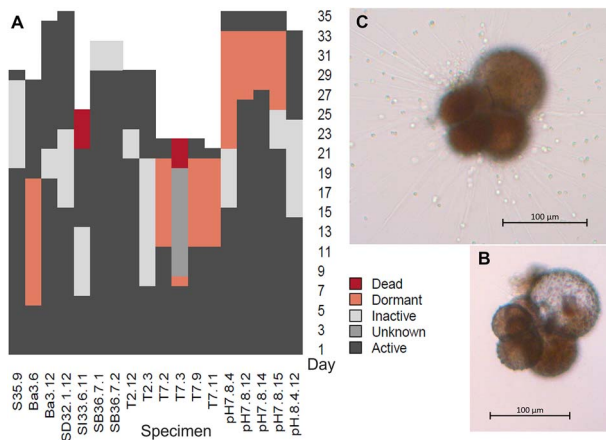 A
35
33
31
29
27
25
23
21
19
17
15
13
11
9
7
5
3
1
Day
S35.9
Ba3.6
Ba3.12
SD32.1.12
SI33.6.11
SB36.7.1
SB36.7.2
T2.12
T2.3
T7.2
T7.3
T7.9
T7.11
pH7.8.4
pH7.8.12
pH7.8.14
pH7.8.15
pH.8.4.12
Specimen
Dead
Dormant
Inactive
Unknown
Active
C
100 µm
B
100 µm